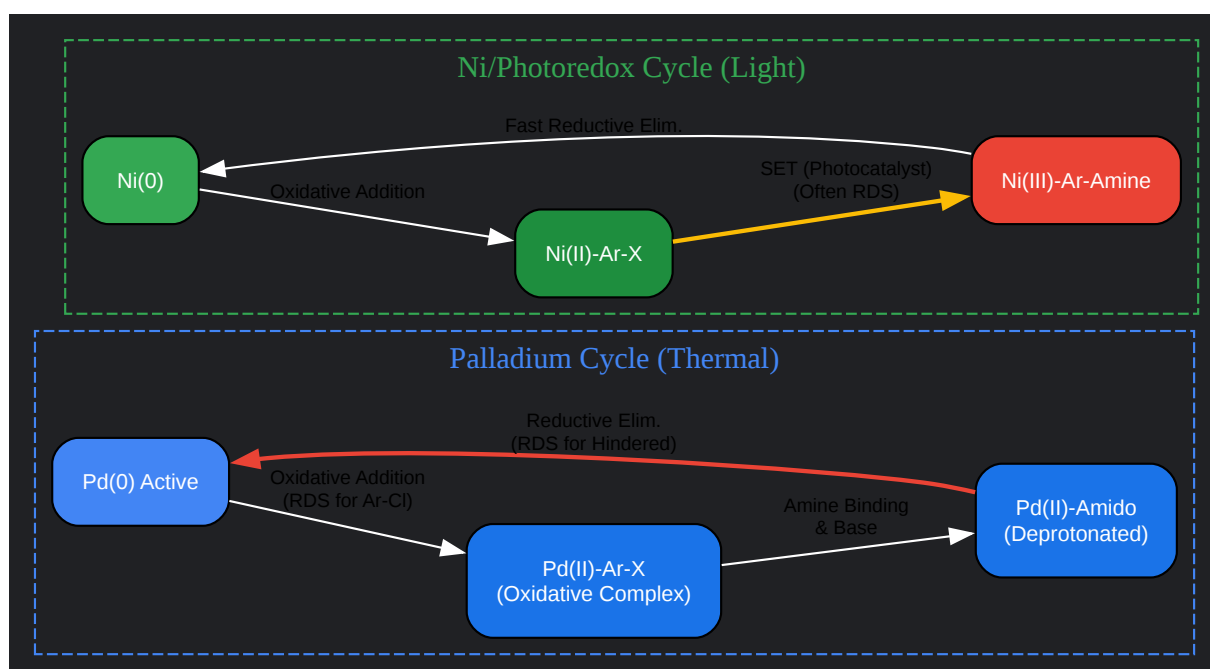 Ni/Photoredox Cycle (Light)
Fast Reductive Elim.
Ni(0)
Oxidative Addition
SET (Photocatalyst)
(Often RDS)
Ni(III)-Ar-Amine
Ni(II)-Ar-X
Palladium Cycle (Thermal)
Reductive Elim.
(RDS for Hindered)
Pd(0) Active
Oxidative Addition
(RDS for Ar-Cl)
Amine Binding
& Base
Pd(II)-Amido
(Deprotonated)
Pd(II)-Ar-X
(Oxidative Complex)